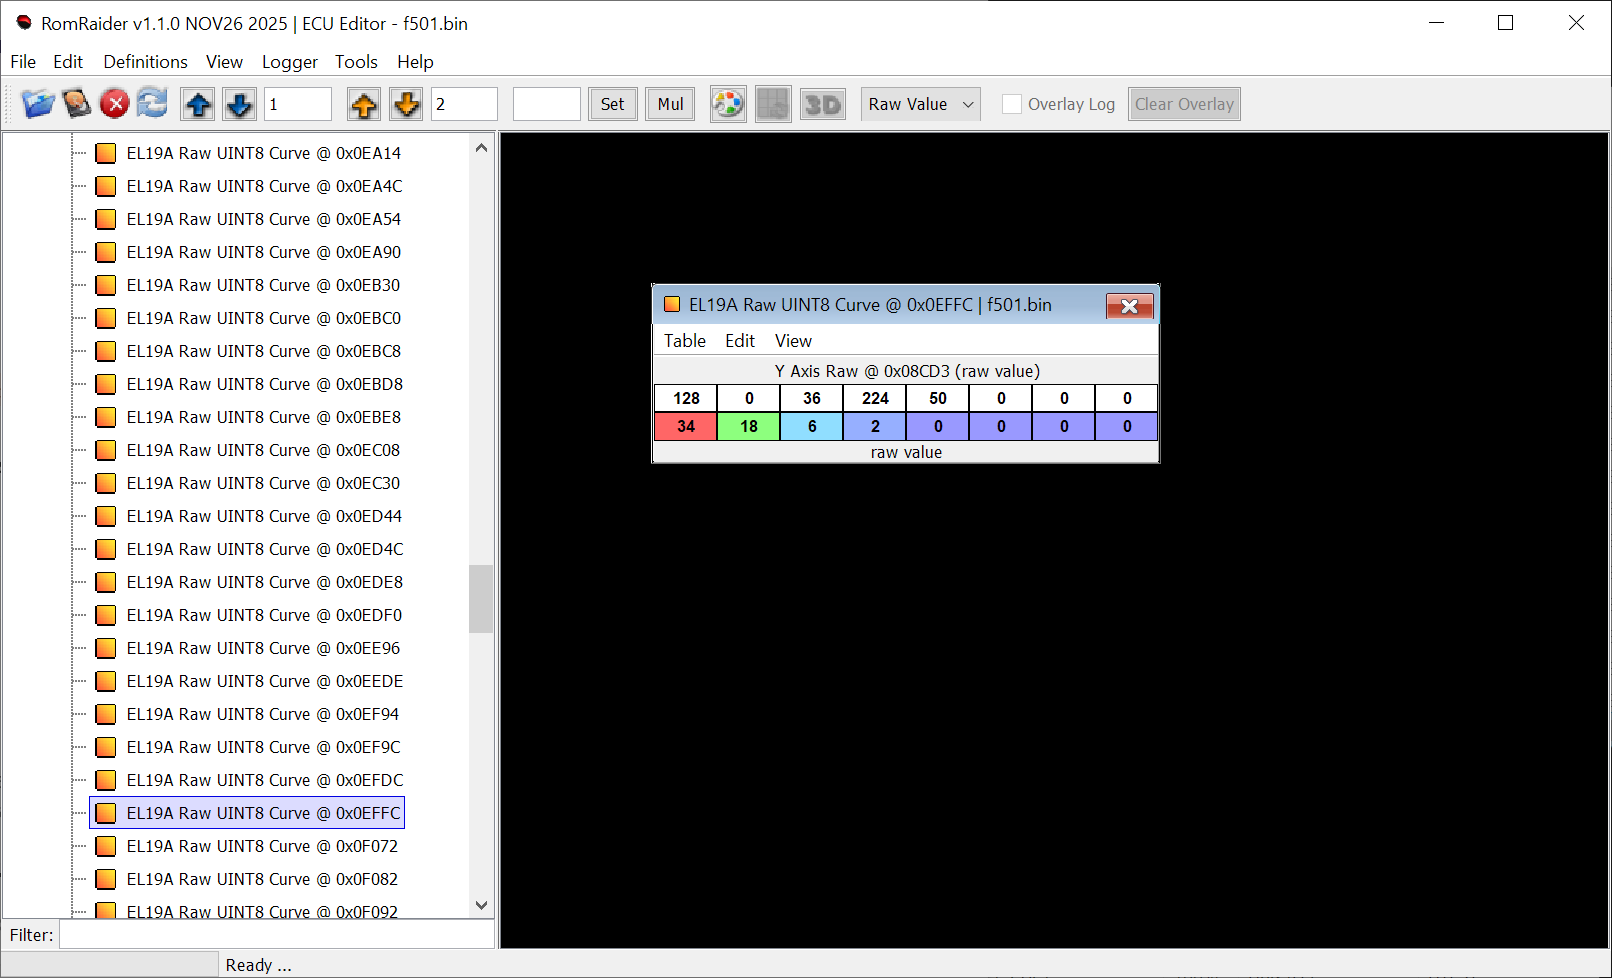 RomRaider v1.1.0 NOV26 2025 | ECU Editor - f501.bin
File Edit Definitions View Logger Tools Help
1 2 Set Mul 3D Raw Value Overlay Log Clear Overlay
EL19A Raw UINT8 Curve @ 0x0EA14
EL19A Raw UINT8 Curve @ 0x0EA4C
EL19A Raw UINT8 Curve @ 0x0EA54
EL19A Raw UINT8 Curve @ 0x0EA90
EL19A Raw UINT8 Curve @ 0x0EB30
EL19A Raw UINT8 Curve @ 0x0EBC0
EL19A Raw UINT8 Curve @ 0x0EBC8
EL19A Raw UINT8 Curve @ 0x0EBD8
EL19A Raw UINT8 Curve @ 0x0EBE8
EL19A Raw UINT8 Curve @ 0x0EC08
EL19A Raw UINT8 Curve @ 0x0EC30
EL19A Raw UINT8 Curve @ 0x0ED44
EL19A Raw UINT8 Curve @ 0x0ED4C
EL19A Raw UINT8 Curve @ 0x0EDE8
EL19A Raw UINT8 Curve @ 0x0EDF0
EL19A Raw UINT8 Curve @ 0x0EE96
EL19A Raw UINT8 Curve @ 0x0EEDE
EL19A Raw UINT8 Curve @ 0x0EF94
EL19A Raw UINT8 Curve @ 0x0EF9C
EL19A Raw UINT8 Curve @ 0x0EFDC
EL19A Raw UINT8 Curve @ 0x0EFFC
EL19A Raw UINT8 Curve @ 0x0F072
EL19A Raw UINT8 Curve @ 0x0F082
EL19A Raw UINT8 Curve @ 0x0F092
Filter:
Ready ...
EL19A Raw UINT8 Curve @ 0x0EFFC | f501.bin
Table Edit View
Y Axis Raw @ 0x08CD3 (raw value)
128 0 36 224 50 0 0 0
34 18 6 2 0 0 0 0
raw value